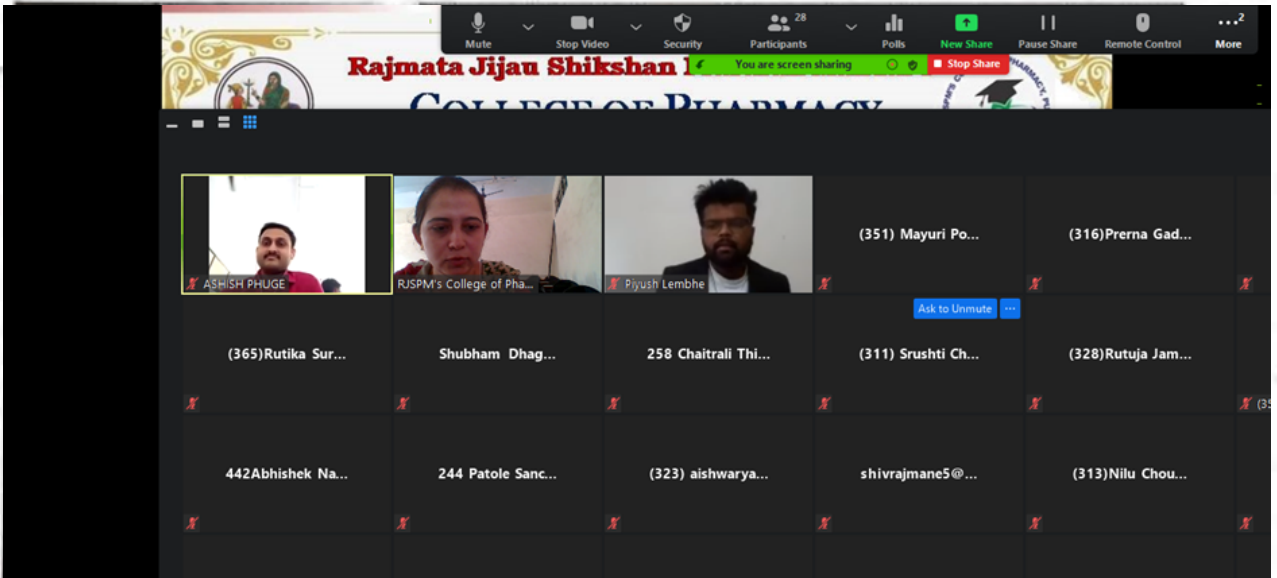 28
2
Mute
Stop Video
Security
Participants
Polls
New Share
Pause Share
Remote Control
More
You are screen sharing
Stop Share
Rajmata Jijau Shikshan
COLLEGE OF PHARMACY
ASHISH PHUGE
RJSPM's College of Pha...
Piyush Lembhe
(351) Mayuri Po...
(316)Prerna Gad...
Ask to Unmute
...
(365)Rutika Sur...
Shubham Dhag...
258 Chaitrali Thi...
(311) Srushti Ch...
(328)Rutuja Jam...
(35
442Abhishek Na...
244 Patole Sanc...
(323) aishwarya...
shivrajmane5@...
(313)Nilu Chou...